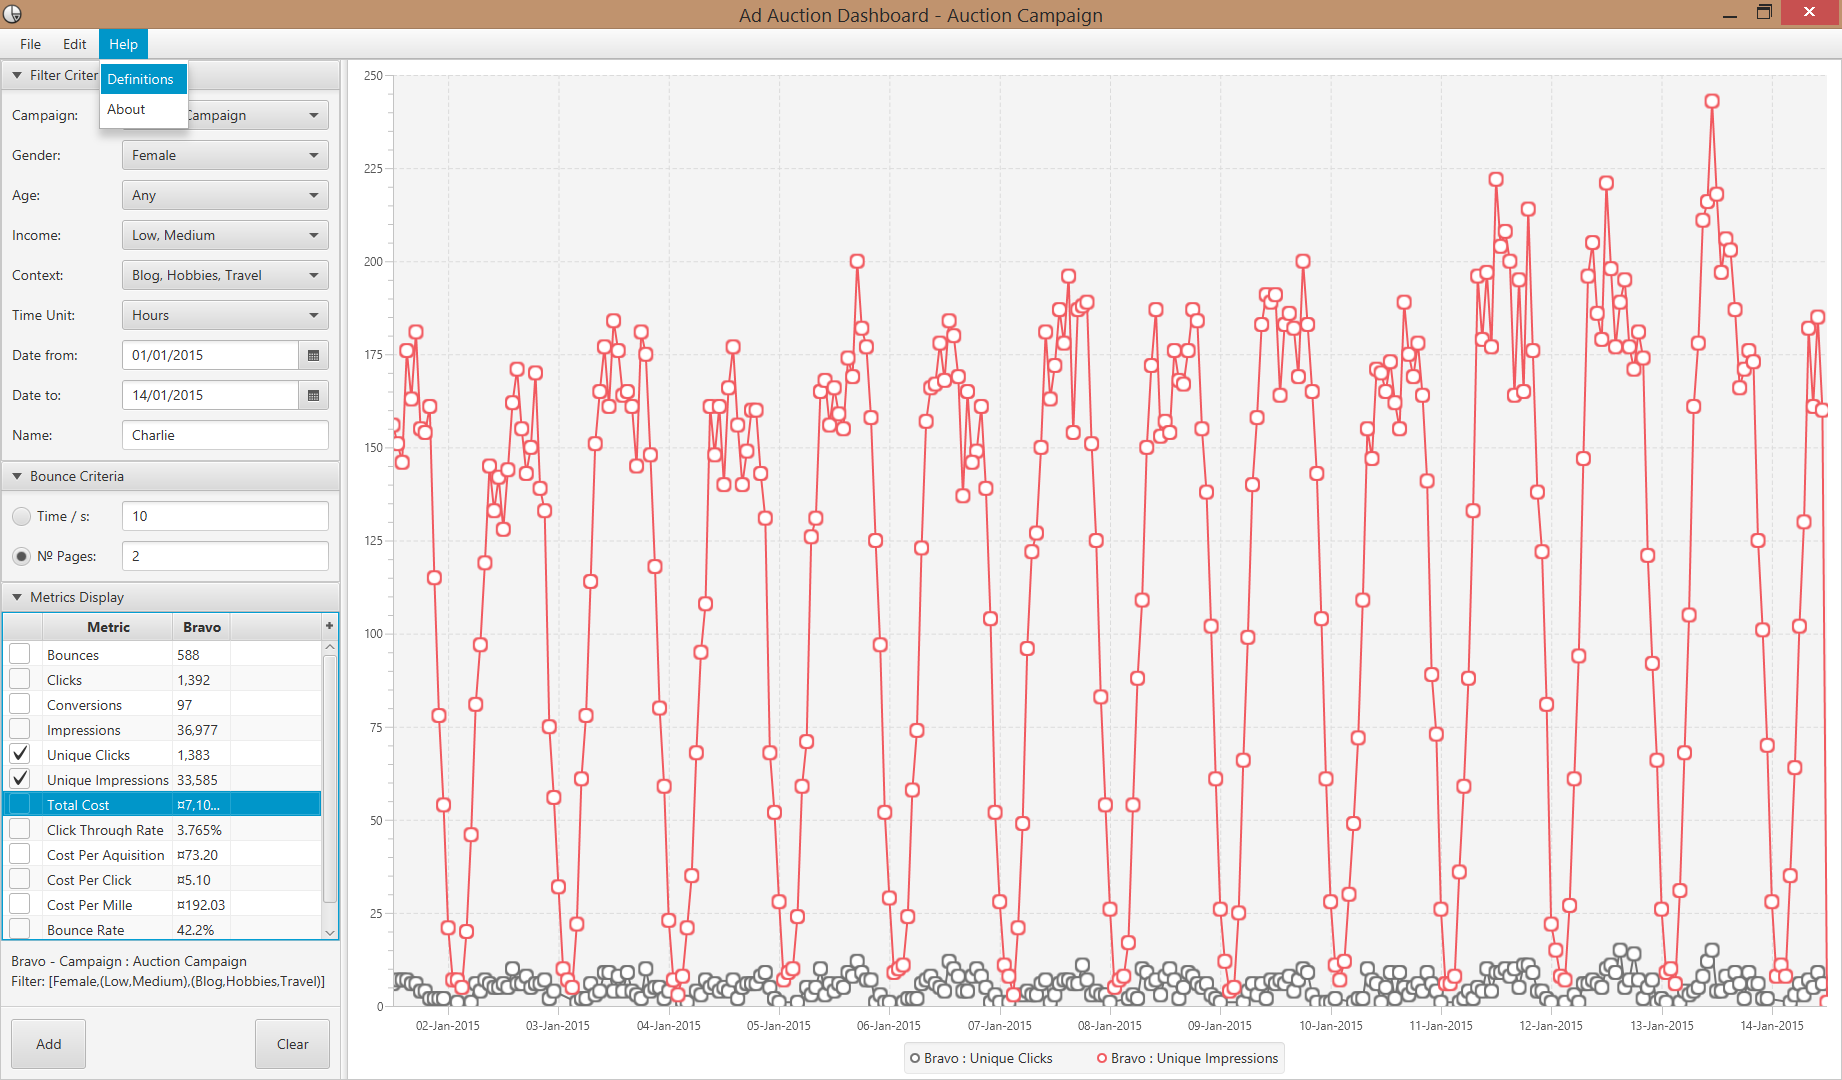 Ad Auction Dashboard - Auction Campaign
File Edit Help
Filter Criter
Definitions
About
Campaign: Campaign
Gender: Female
Age: Any
Income: Low, Medium
Context: Blog, Hobbies, Travel
Time Unit: Hours
Date from: 01/01/2015
Date to: 14/01/2015
Name: Charlie
Bounce Criteria
Time / s: 10
Nº Pages: 2
Metrics Display
Metric Bravo +
Bounces 588
Clicks 1,392
Conversions 97
Impressions 36,977
Unique Clicks 1,383
Unique Impressions 33,585
Total Cost ¤7,10...
Click Through Rate 3.765%
Cost Per Aquisition ¤73.20
Cost Per Click ¤5.10
Cost Per Mille ¤192.03
Bounce Rate 42.2%
Bravo - Campaign : Auction Campaign
Filter: [Female,(Low,Medium),(Blog,Hobbies,Travel)]
Add Clear
250
225
200
175
150
125
100
75
50
25
0
02-Jan-2015 03-Jan-2015 04-Jan-2015 05-Jan-2015 06-Jan-2015 07-Jan-2015 08-Jan-2015 09-Jan-2015 10-Jan-2015 11-Jan-2015 12-Jan-2015 13-Jan-2015 14-Jan-2015
Bravo : Unique Clicks Bravo : Unique Impressions